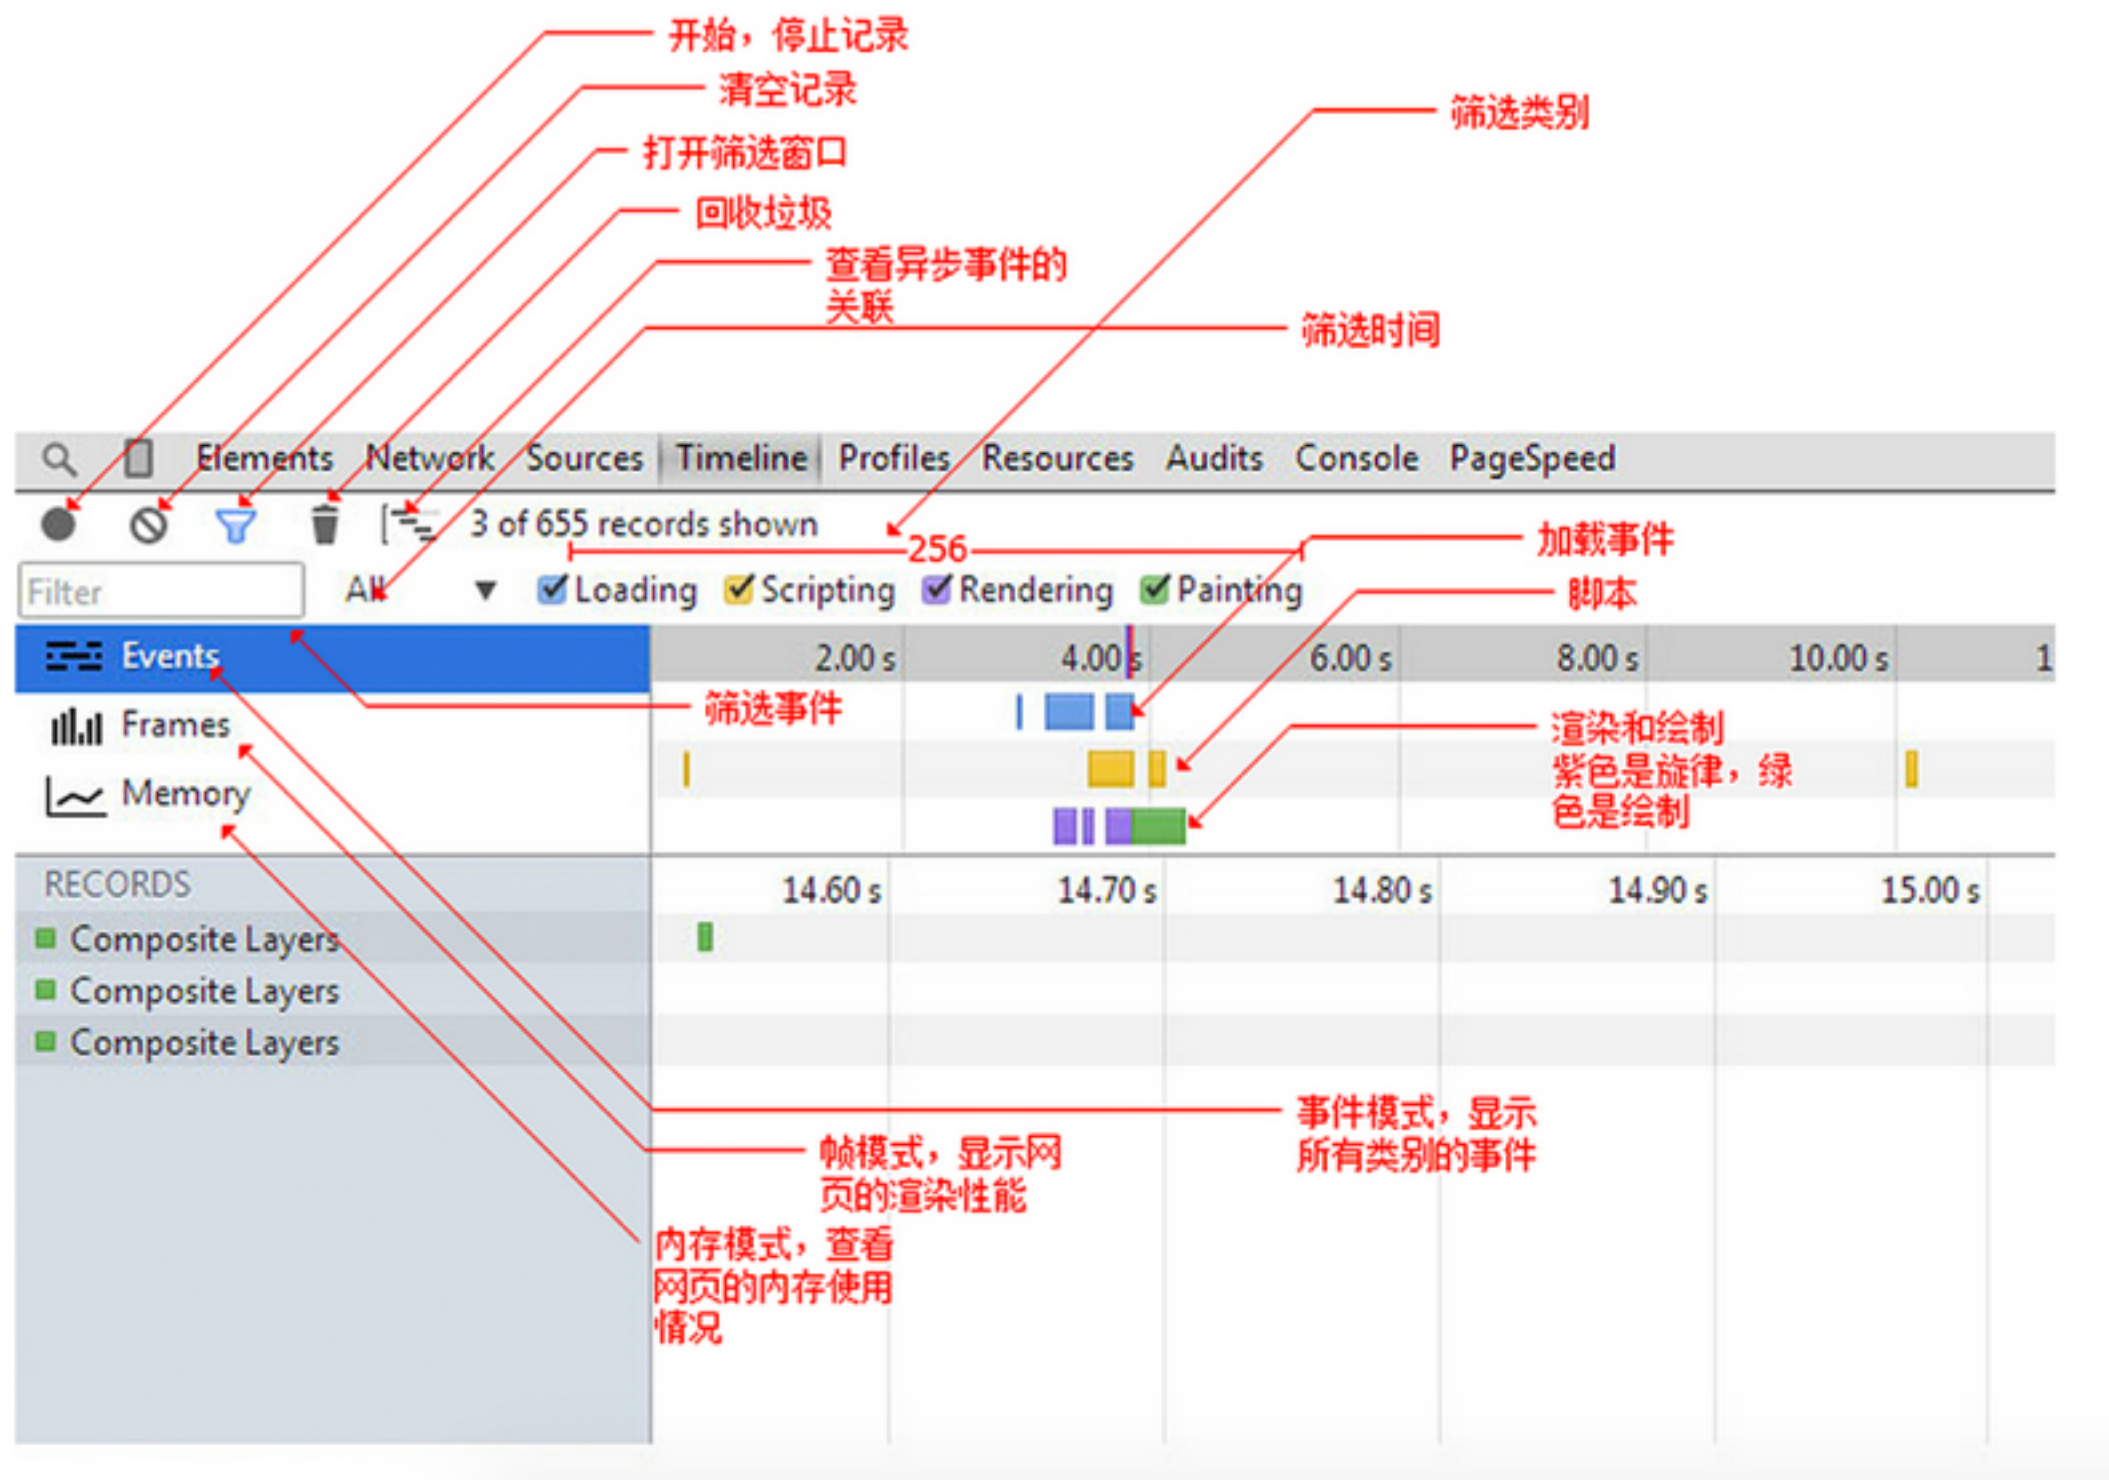 开始，停止记录
清空记录
筛选类别
打开筛选窗口
回收垃圾
查看异步事件的
关联
筛选时间
Elements Network Sources Timeline Profiles Resources Audits Console PageSpeed
3 of 655 records shown
256
加载事件
Filter
All
Loading Scripting Rendering Painting
脚本
Events
2.00 s 4.00 s 6.00 s 8.00 s 10.00 s 1
筛选事件
Frames
渲染和绘制
紫色是旋律，绿
色是绘制
Memory
RECORDS
14.60 s 14.70 s 14.80 s 14.90 s 15.00 s
Composite Layers
Composite Layers
Composite Layers
事件模式，显示
所有类别的事件
帧模式，显示网
页的渲染性能
内存模式，查看
网页的内存使用
情况